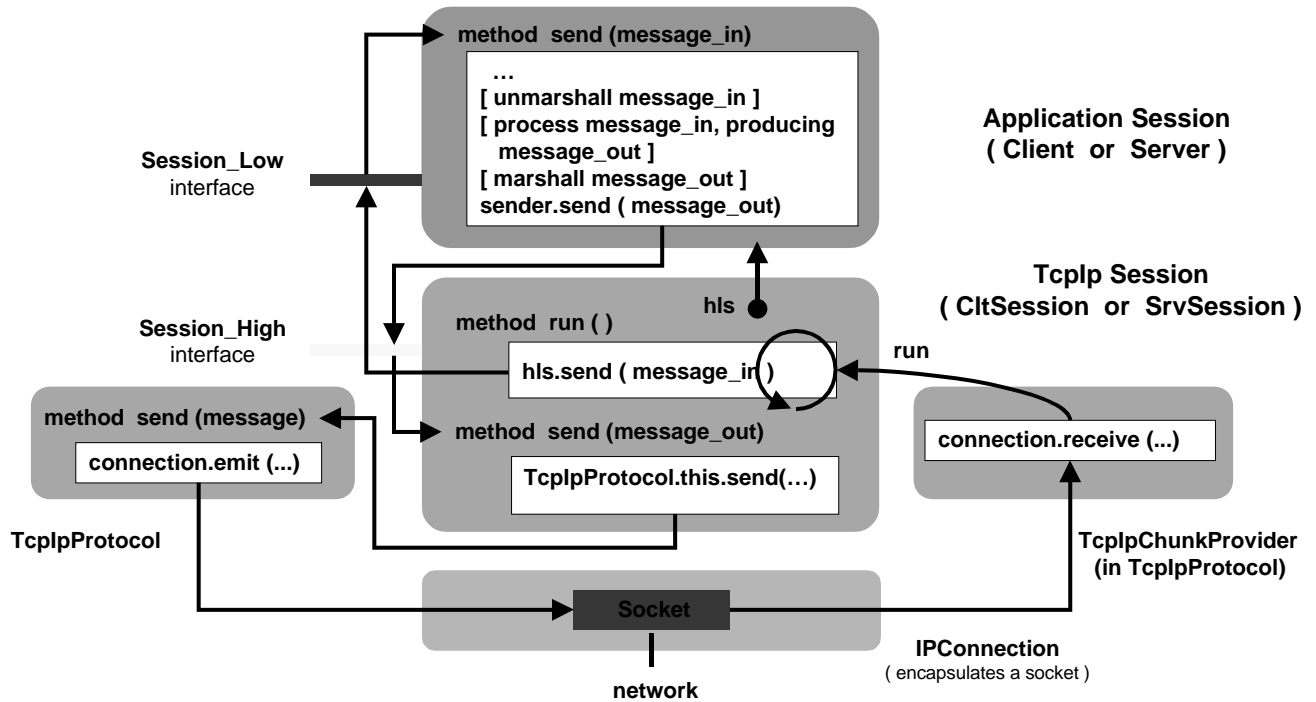 method send (message_in)
…
[ unmarshall message_in ]
[ process message_in, producing
message_out ]
[ marshall message_out ]
sender.send ( message_out)
Application Session
( Client or Server )
Session_Low
interface
TcpIp Session
( CltSession or SrvSession )
hls
method run ( )
Session_High
interface
hls.send ( message_in )
run
method send (message)
connection.emit (...)
method send (message_out)
TcpIpProtocol.this.send(…)
connection.receive (...)
TcpIpProtocol
TcpIpChunkProvider
(in TcpIpProtocol)
Socket
IPConnection
( encapsulates a socket )
network